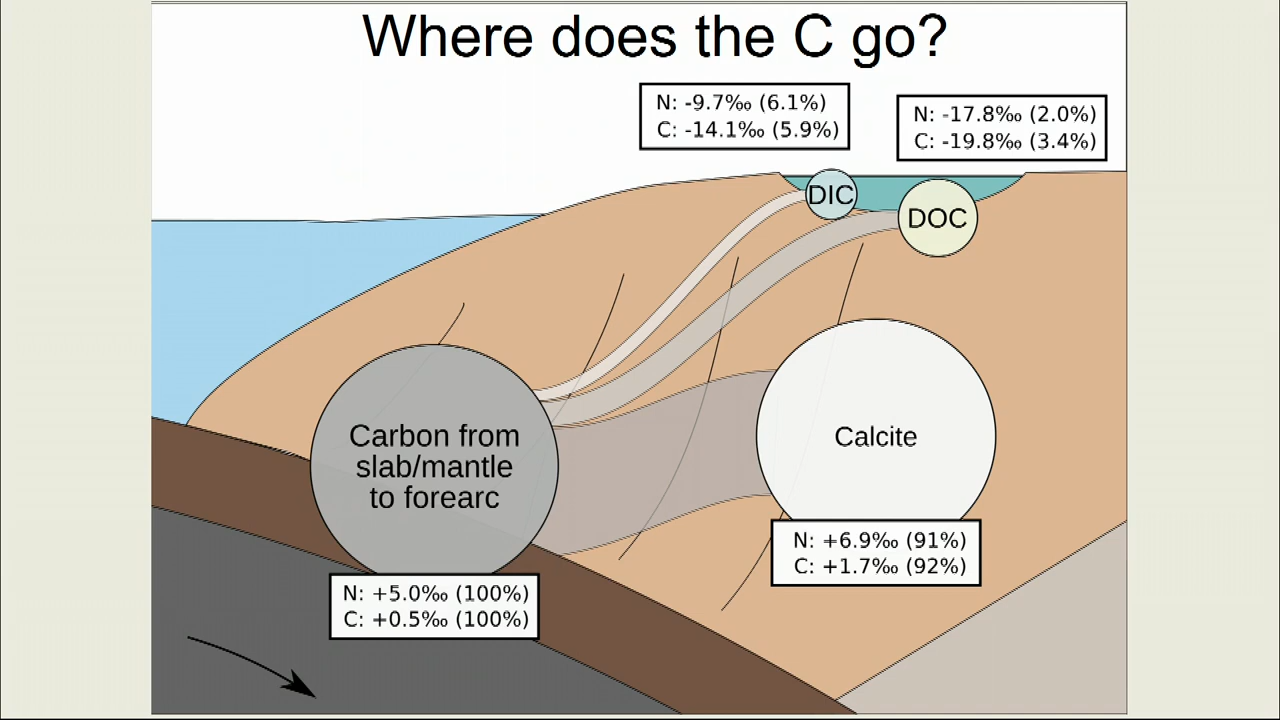 Where does the C go?
N: -9.7‰ (6.1%)
C: -14.1‰ (5.9%)
N: -17.8‰ (2.0%)
C: -19.8‰ (3.4%)
DIC
DOC
Carbon from
slab/mantle
to forearc
Calcite
N: +6.9‰ (91%)
C: +1.7‰ (92%)
N: +5.0‰ (100%)
C: +0.5‰ (100%)